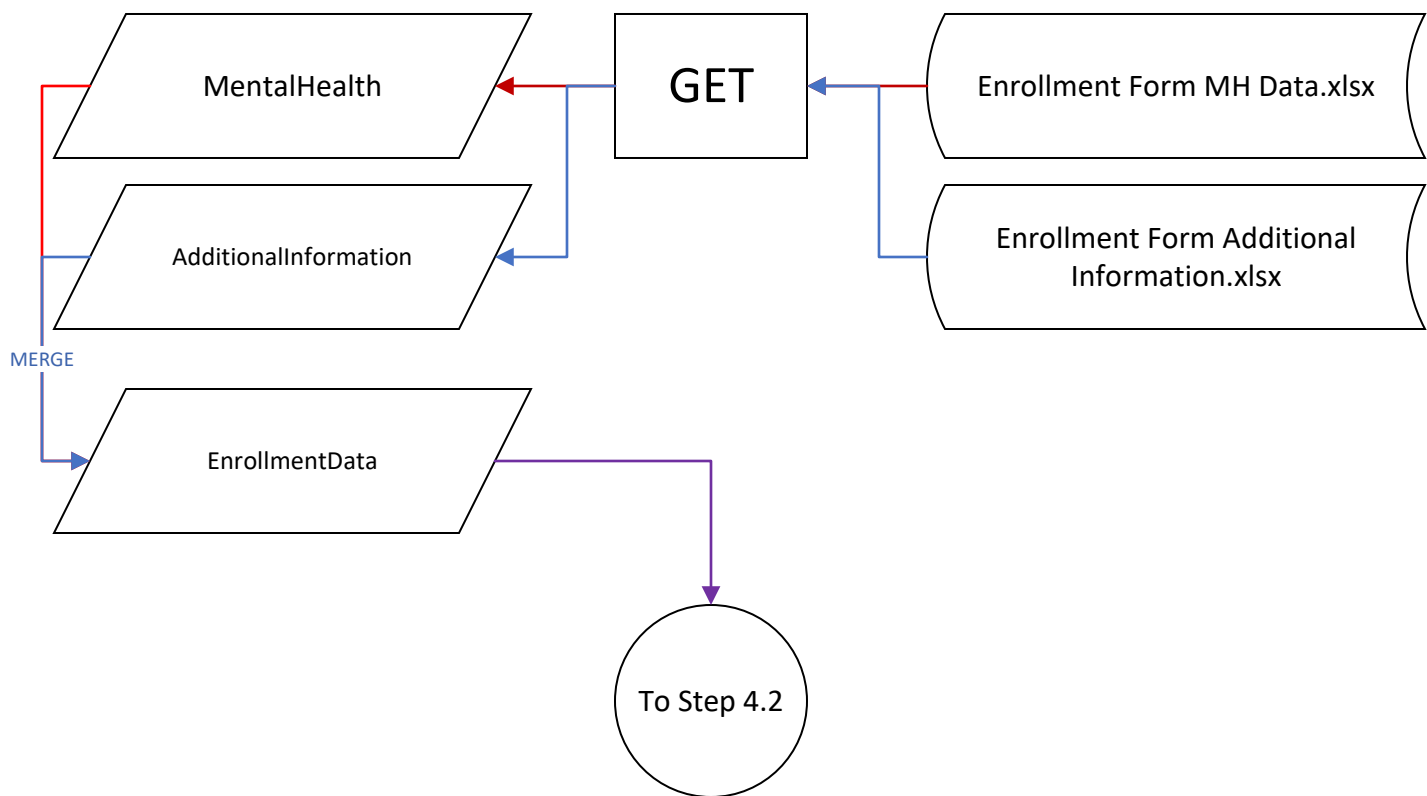 MentalHealth
GET
Enrollment Form MH Data.xlsx
AdditionalInformation
Enrollment Form Additional
Information.xlsx
MERGE
EnrollmentData
To Step 4.2